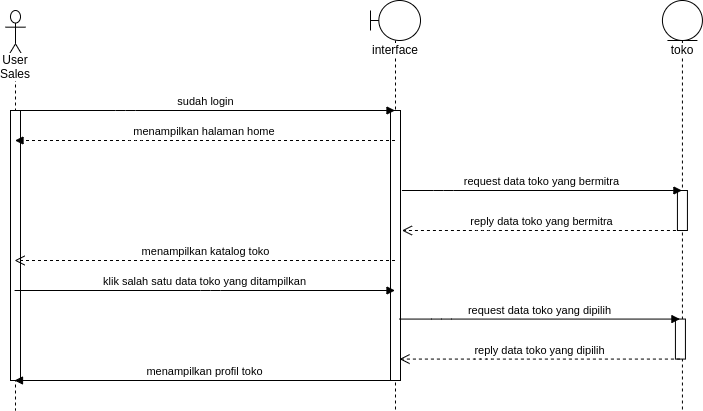 User
Sales
interface
toko
sudah login
menampilkan halaman home
request data toko yang bermitra
reply data toko yang bermitra
menampilkan katalog toko
klik salah satu data toko yang ditampilkan
request data toko yang dipilih
reply data toko yang dipilih
menampilkan profil toko